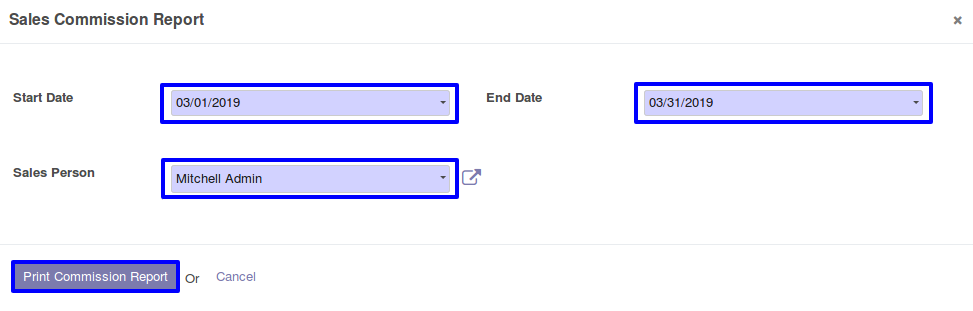 Sales Commission Report ×
Start Date 03/01/2019 End Date 03/31/2019
Sales Person Mitchell Admin
Print Commission Report Or Cancel